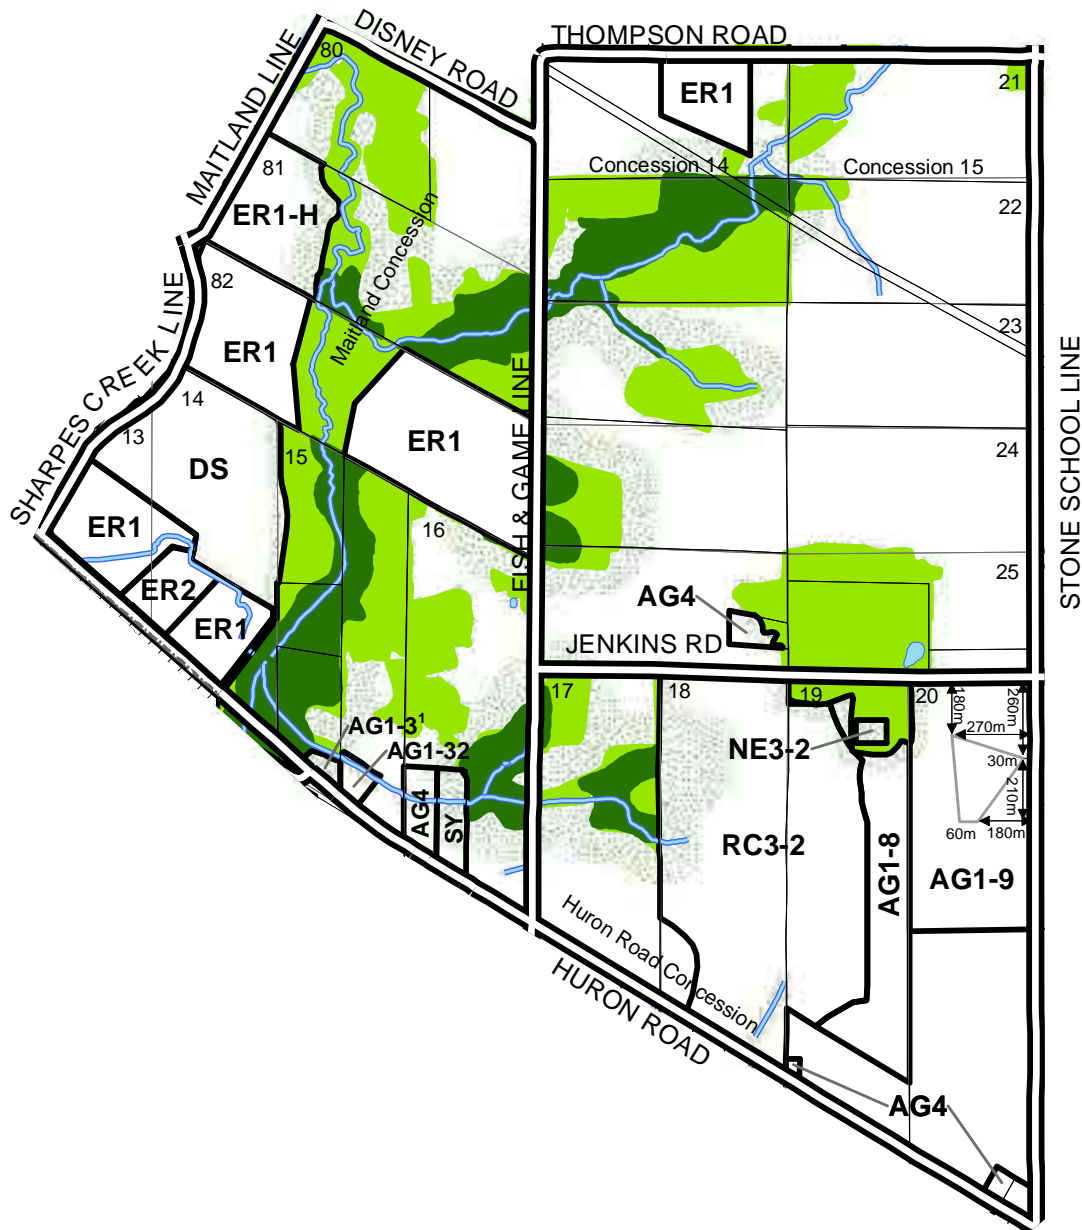 DISNEY ROAD
THOMPSON ROAD
MAITLAND LINE
80
21
ER1
81
Concession 14
Concession 15
ER1-H
22
Maitland Concession
82
SHARPES CREEK LINE
23
ER1
FISH & GAME LINE
STONE SCHOOL LINE
14
13
15
ER1
24
DS
16
ER1
25
ER2
AG4
ER1
JENKINS RD
17
18
19
20
180m
260m
270m
AG1-3¹
AG1-32
NE3-2
30m
210m
AG4
SY
60m
180m
RC3-2
AG1-8
AG1-9
Huron Road Concession
HURON ROAD
AG4